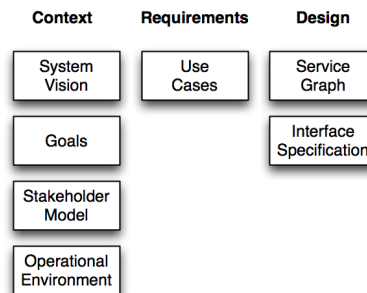 Context Requirements Design
System
Vision
Use
Cases
Service
Graph
Goals
Interface
Specification
Stakeholder
Model
Operational
Environment